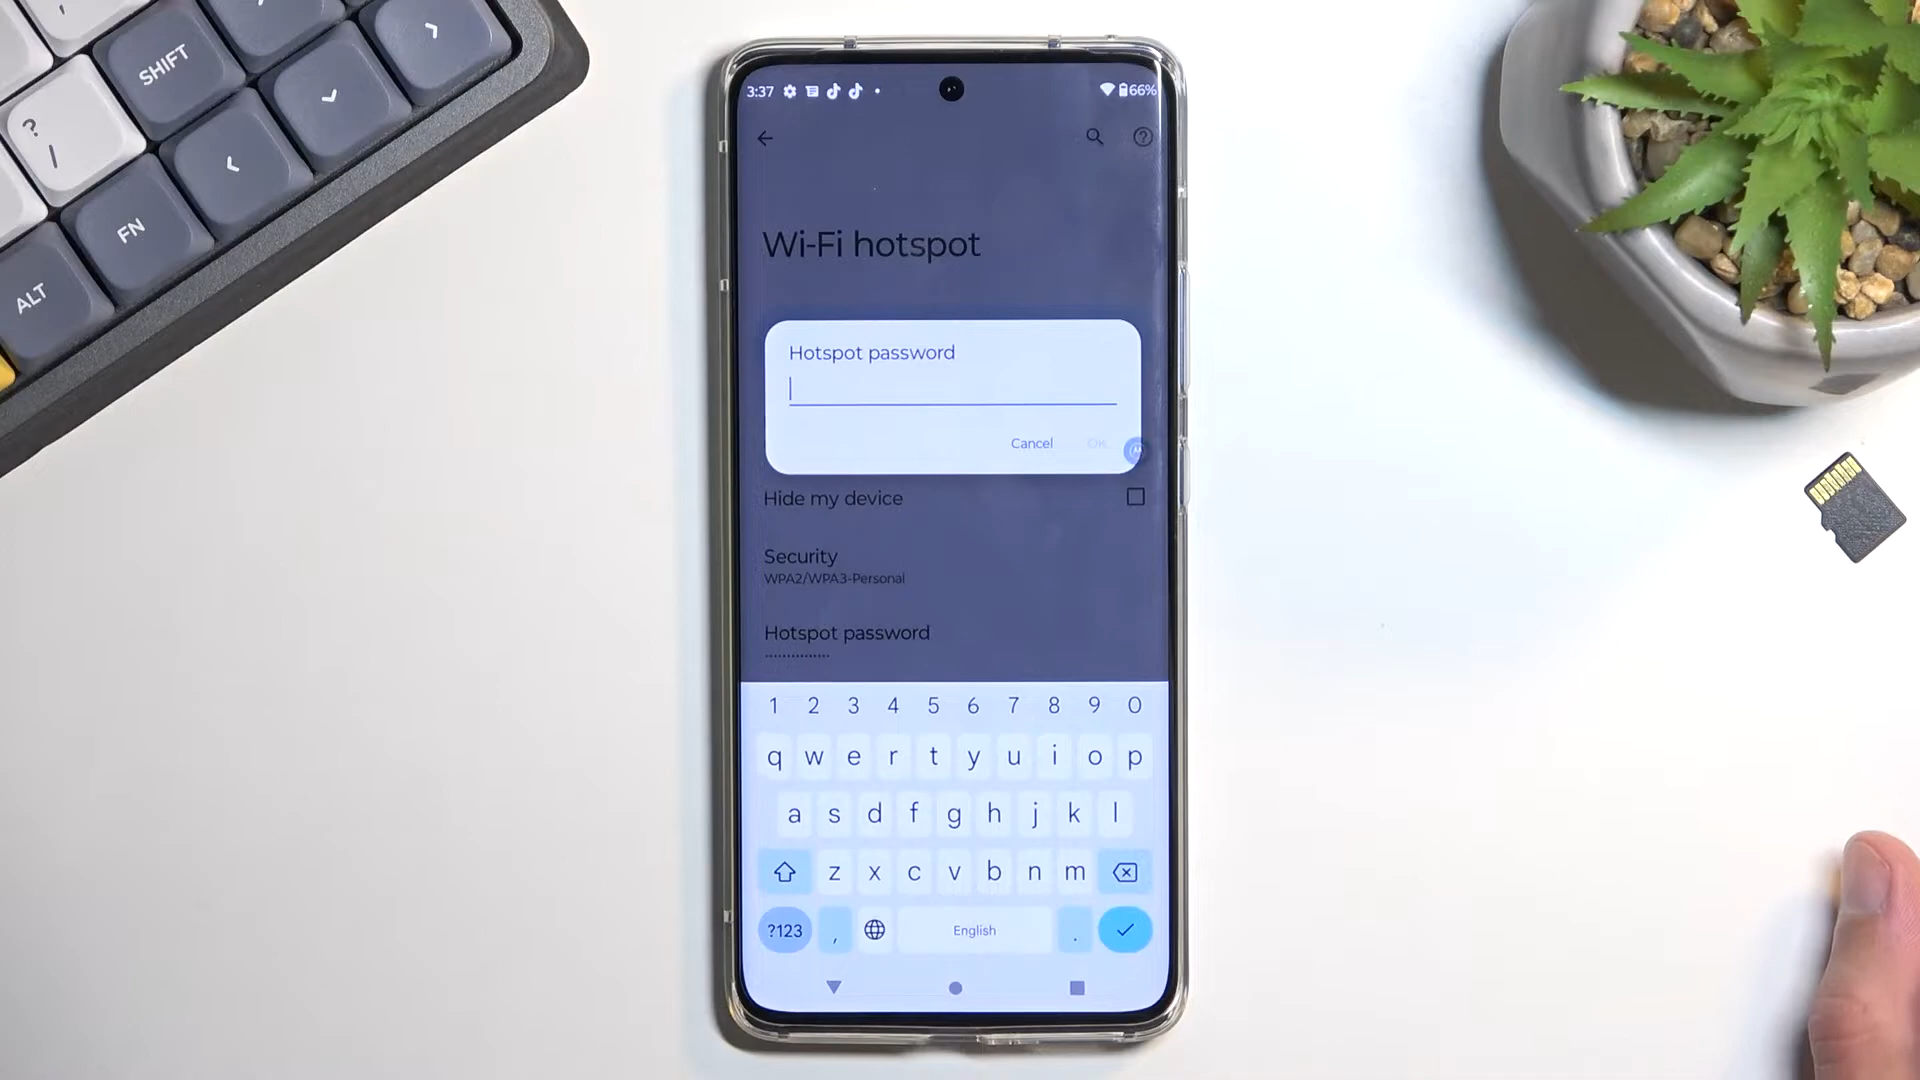 SHIFT
?
/
FN
ALT
3:37
66%
Wi-Fi hotspot
Hotspot password
Cancel OK
Hide my device
Security
WPA2/WPA3-Personal
Hotspot password
•••••••••••••••
1 2 3 4 5 6 7 8 9 0
q w e r t y u i o p
a s d f g h j k l
z x c v b n m
?123 , English .